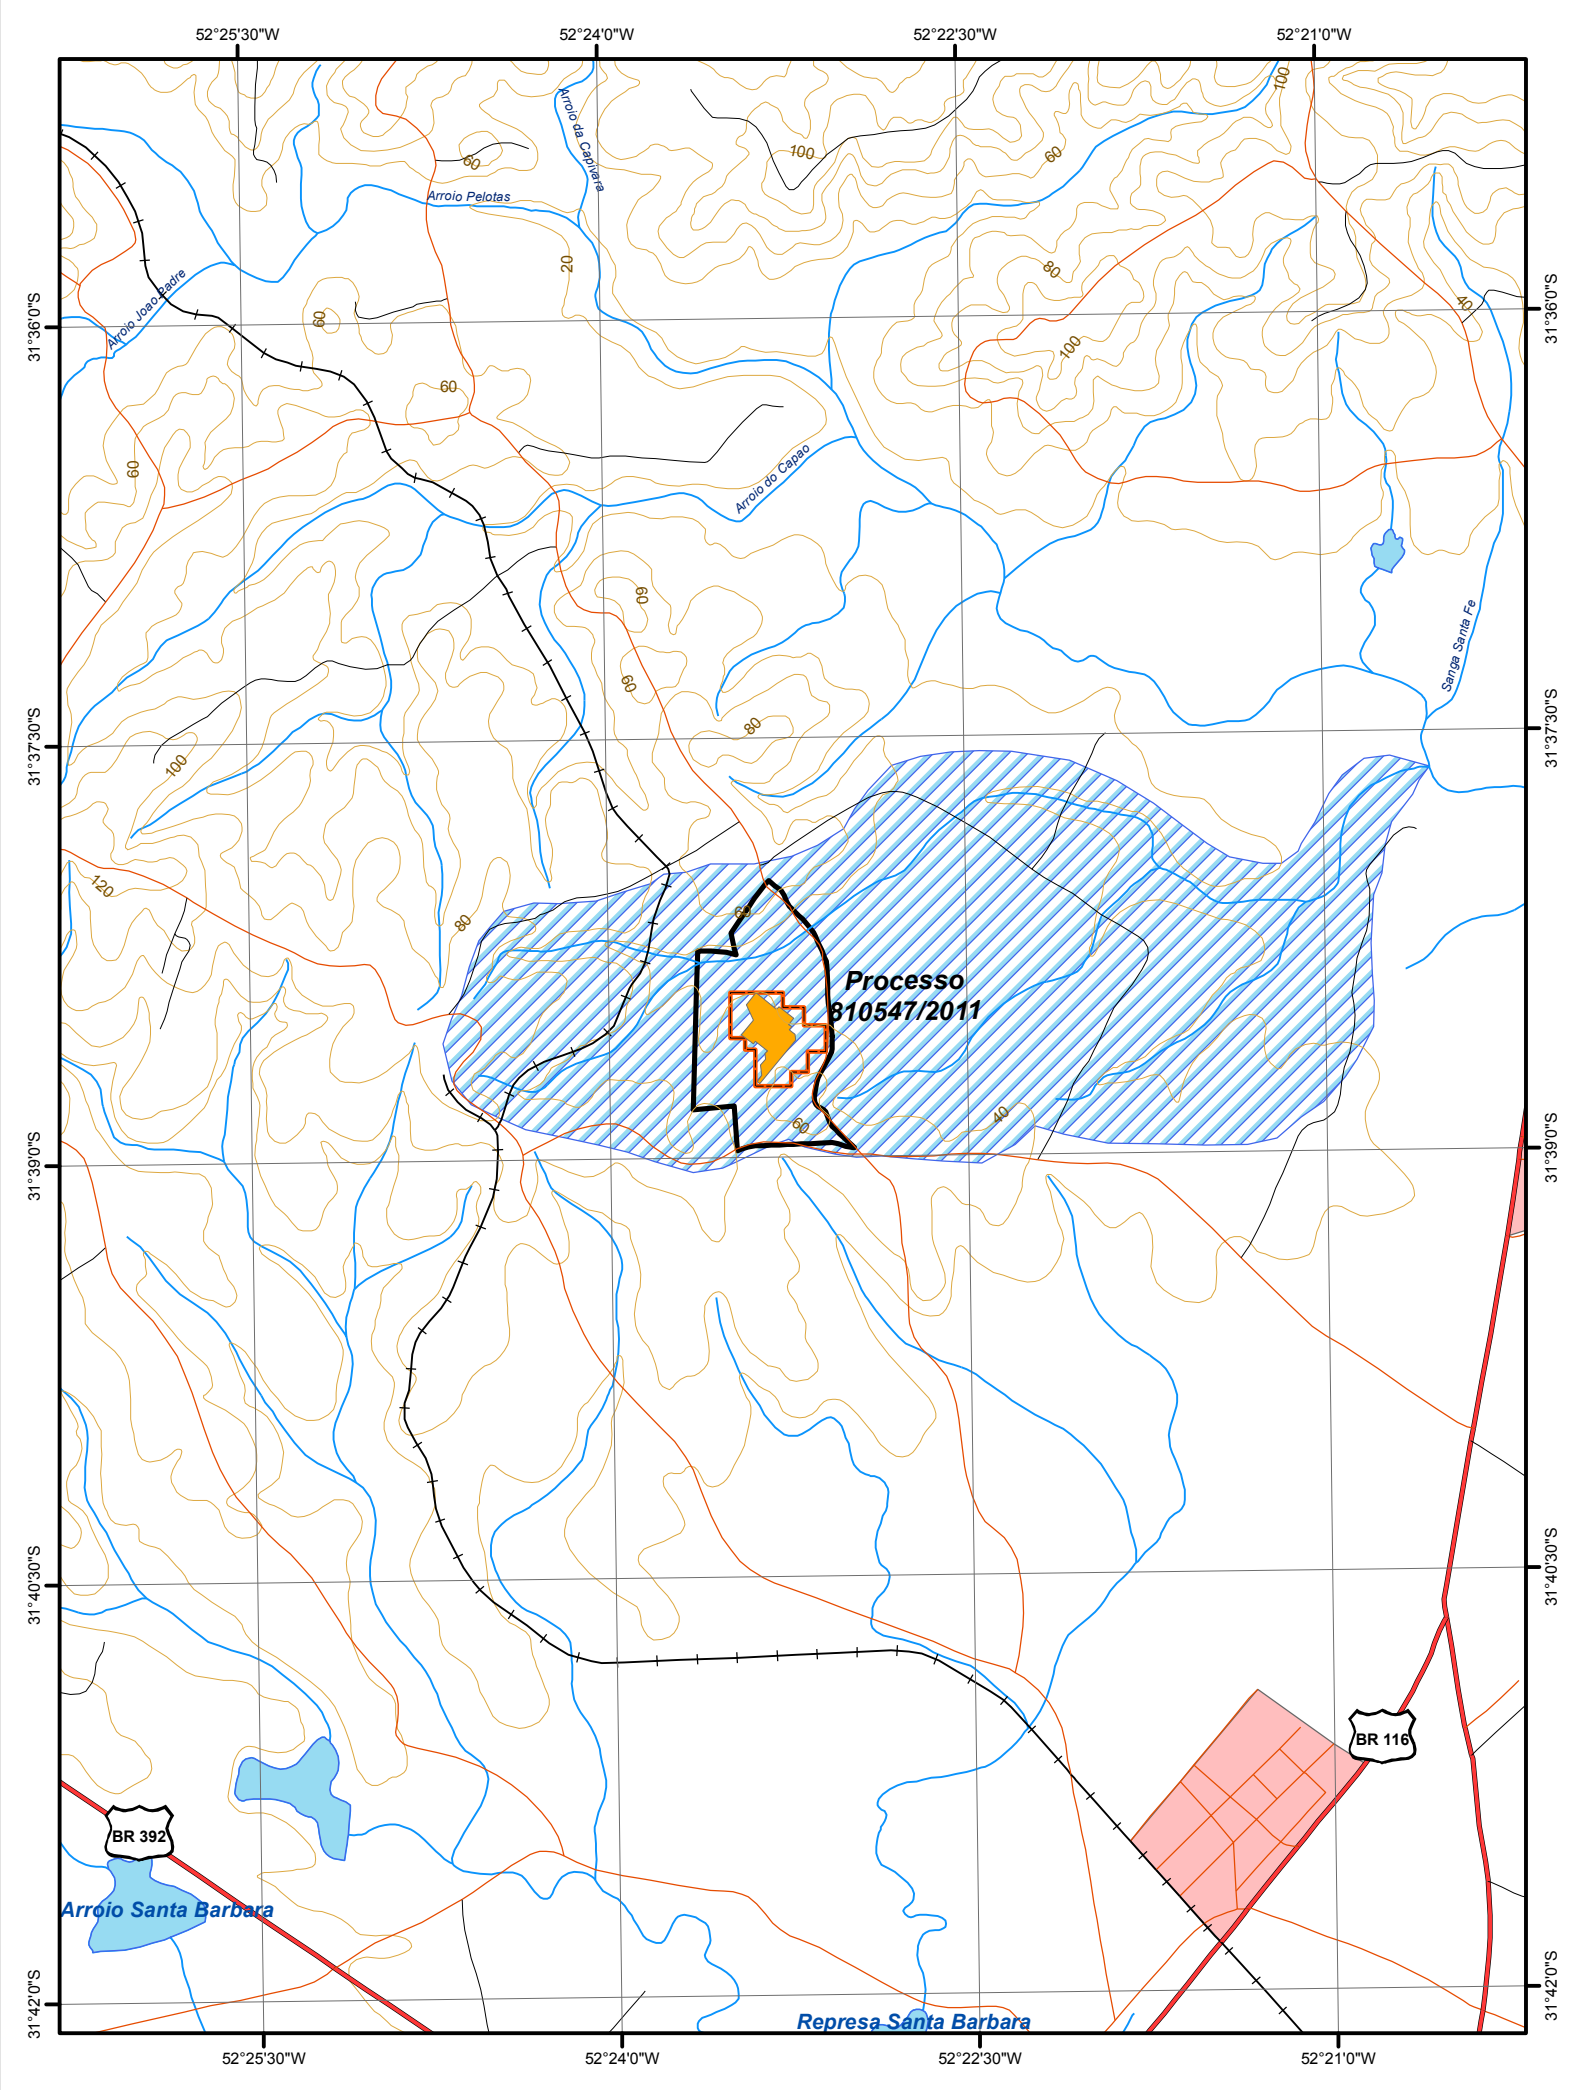 52°25'30"W
52°24'0"W
52°22'30"W
52°21'0"W
100
Arroio da Capivara
60
100
60
Arroio Pelotas
20
80
Arroio Joao Padre
40
31°36'0"S
31°36'0"S
60
100
60
60
Arroio do Capao
60
Sanga Santa Fe
60
80
31°37'30"S
31°37'30"S
100
120
80
60
Processo
810547/2011
40
60
31°39'0"S
31°39'0"S
31°40'30"S
31°40'30"S
BR 116
BR 392
Arroio Santa Barbara
31°42'0"S
31°42'0"S
Represa Santa Barbara
52°25'30"W
52°24'0"W
52°22'30"W
52°21'0"W